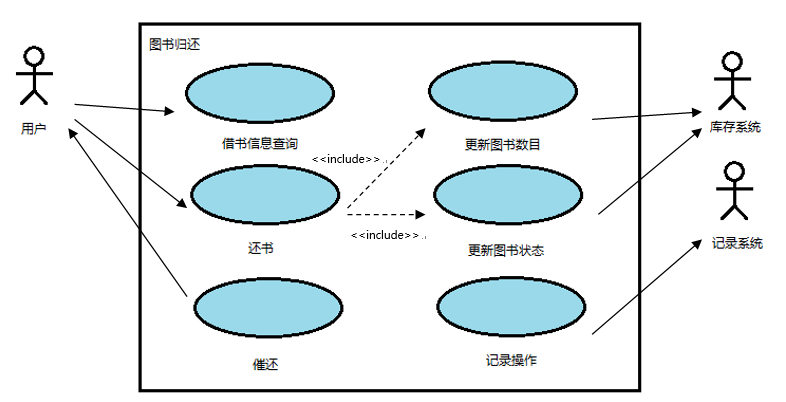 图书归还
用户
借书信息查询
更新图书数目
库存系统
<<include>>
还书
<<include>>
更新图书状态
记录系统
催还
记录操作